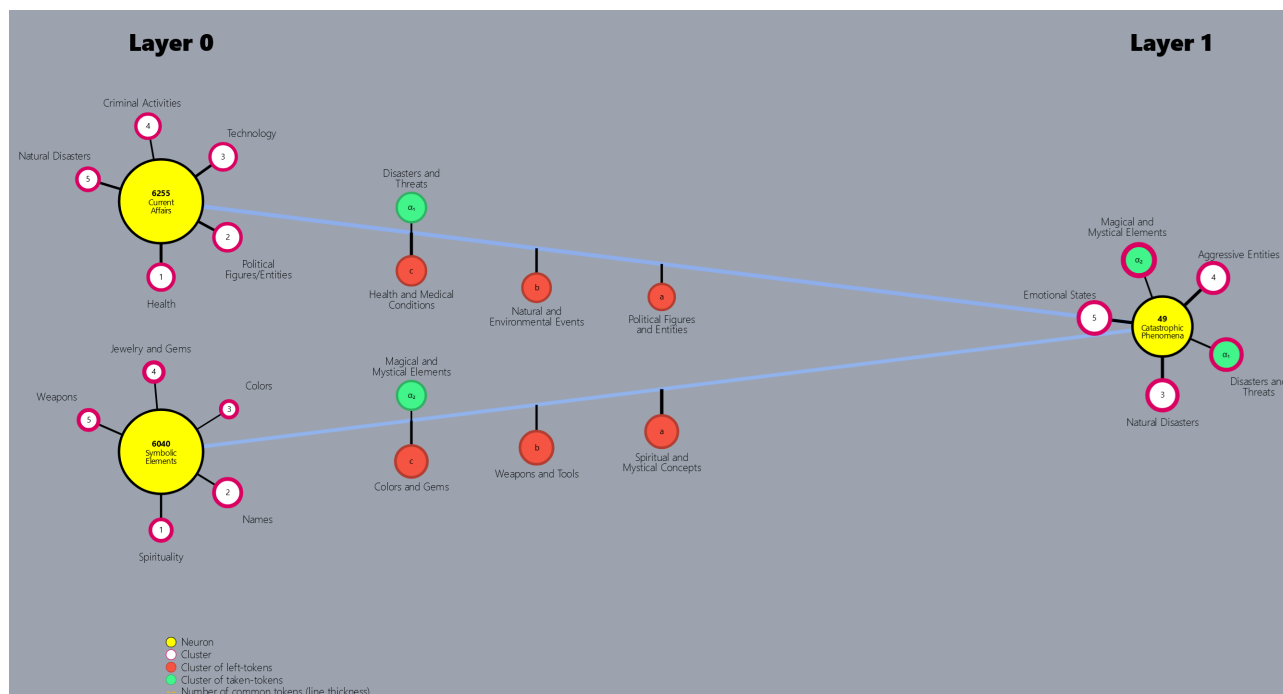 Layer 0
Layer 1
Criminal Activities
4
Technology
3
Natural Disasters
5
6255
Current
Affairs
2
Political
Figures/Entities
1
Health
Disasters and
Threats
α₁
c
Health and Medical
Conditions
b
Natural and
Environmental Events
a
Political Figures
and Entities
Magical and
Mystical Elements
α₂
Aggressive Entities
4
Emotional States
5
49
Catastrophic
Phenomena
α₁
Disasters and
Threats
3
Natural Disasters
Jewelry and Gems
4
Colors
3
Weapons
5
6040
Symbolic
Elements
2
Names
1
Spirituality
Magical and
Mystical Elements
α₂
c
Colors and Gems
b
Weapons and Tools
a
Spiritual and
Mystical Concepts
Neuron
Cluster
Cluster of left-tokens
Cluster of taken-tokens
Number of common tokens (line thickness)